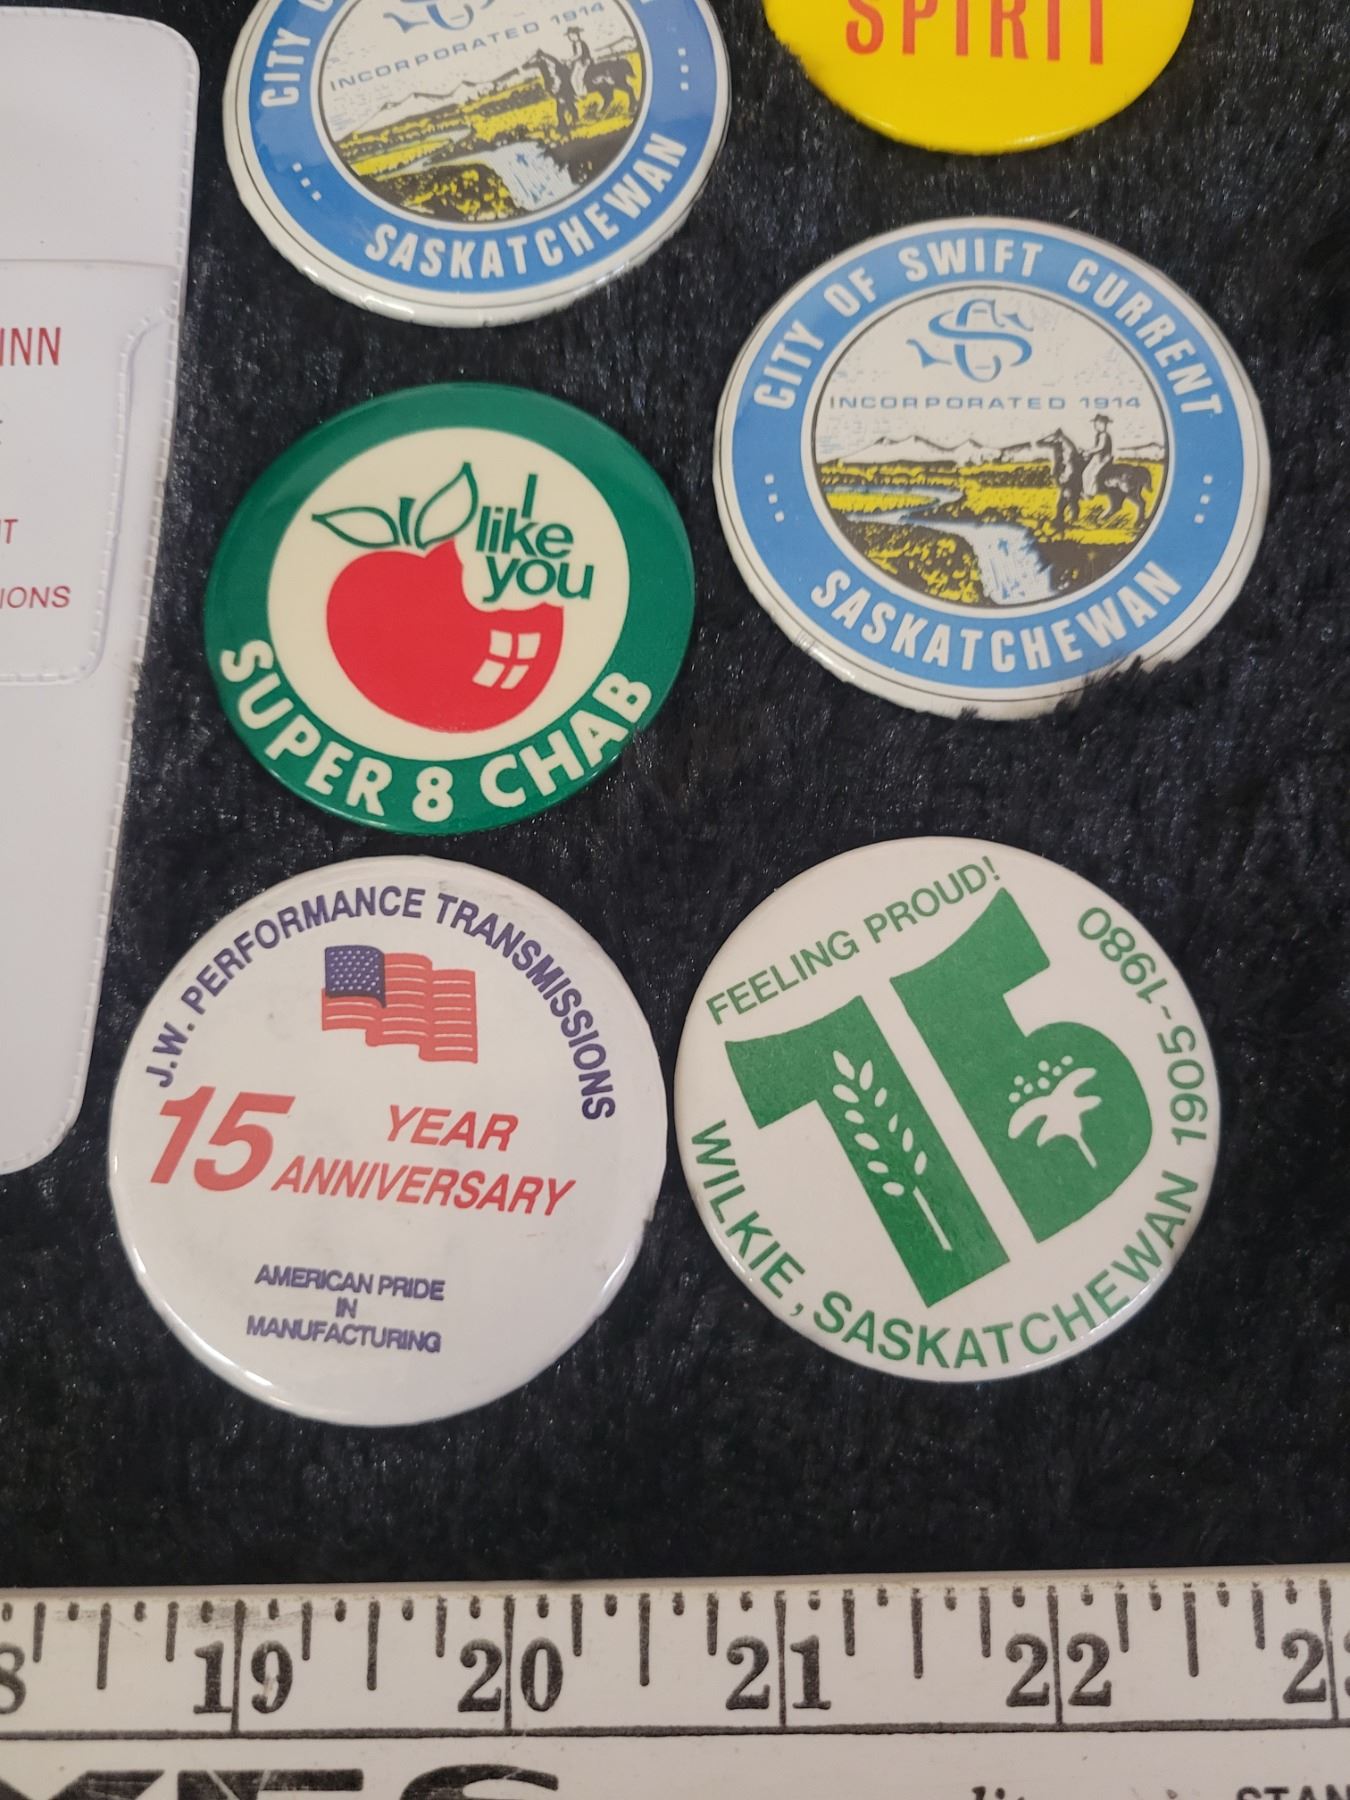 SPIRIT
CITY
INCORPORATED 1914
... SASKATCHEWAN ...
INN
T
IONS
CITY OF SWIFT CURRENT
INCORPORATED 1914
... SASKATCHEWAN ...
I
like
you
SUPER 8 CHAB
J.W. PERFORMANCE TRANSMISSIONS
15 YEAR
ANNIVERSARY
AMERICAN PRIDE
IN
MANUFACTURING
FEELING PROUD!
75
WILKIE, SASKATCHEWAN 1905-1980
8 19 20 21 22 2